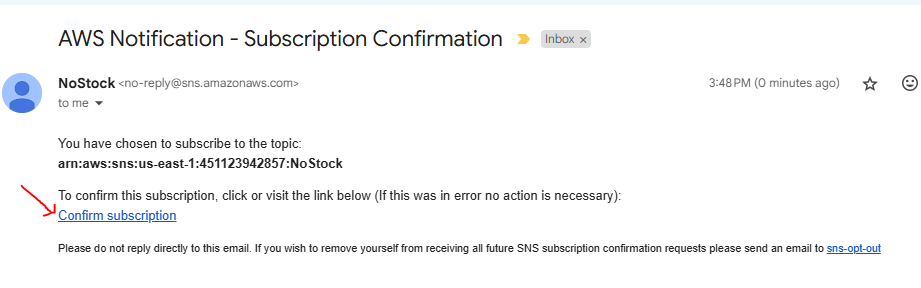 AWS Notification - Subscription Confirmation Inbox ×
NoStock <no-reply@sns.amazonaws.com> 3:48 PM (0 minutes ago)
to me
You have chosen to subscribe to the topic:
arn:aws:sns:us-east-1:451123942857:NoStock
To confirm this subscription, click or visit the link below (If this was in error no action is necessary):
Confirm subscription
Please do not reply directly to this email. If you wish to remove yourself from receiving all future SNS subscription confirmation requests please send an email to sns-opt-out